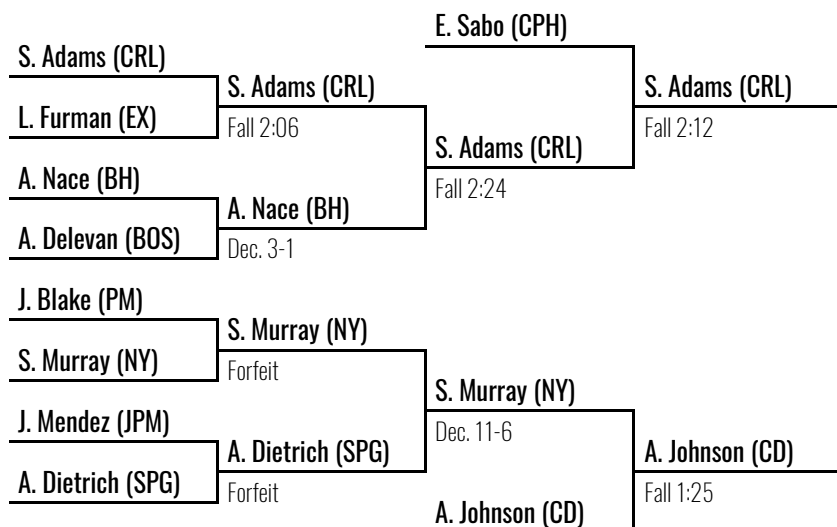 S. Adams (CRL)
L. Furman (EX)
A. Nace (BH)
A. Delevan (BOS)
J. Blake (PM)
S. Murray (NY)
J. Mendez (JPM)
A. Dietrich (SPG)
S. Adams (CRL)
Fall 2:06
A. Nace (BH)
Dec. 3-1
S. Murray (NY)
Forfeit
A. Dietrich (SPG)
Forfeit
E. Sabo (CPH)
S. Adams (CRL)
Fall 2:24
S. Murray (NY)
Dec. 11-6
A. Johnson (CD)
S. Adams (CRL)
Fall 2:12
A. Johnson (CD)
Fall 1:25